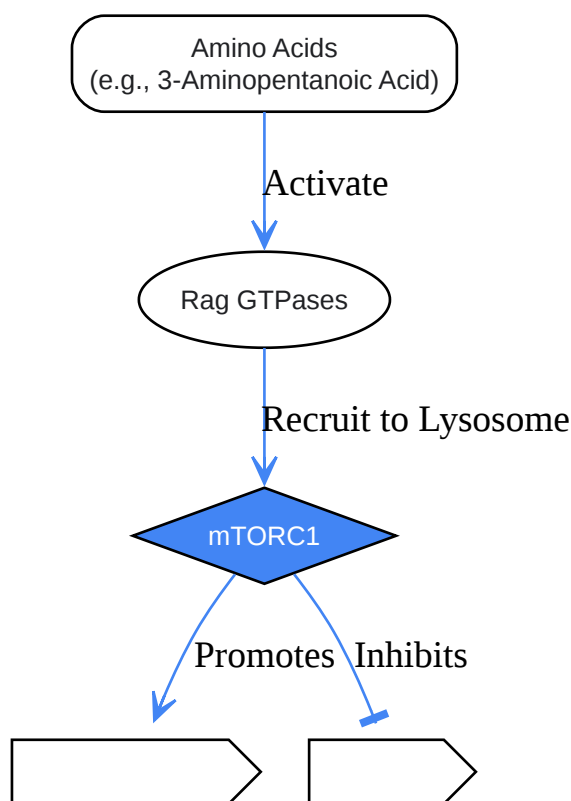 Amino Acids
(e.g., 3-Aminopentanoic Acid)
Activate
Rag GTPases
Recruit to Lysosome
mTORC1
Promotes
Inhibits